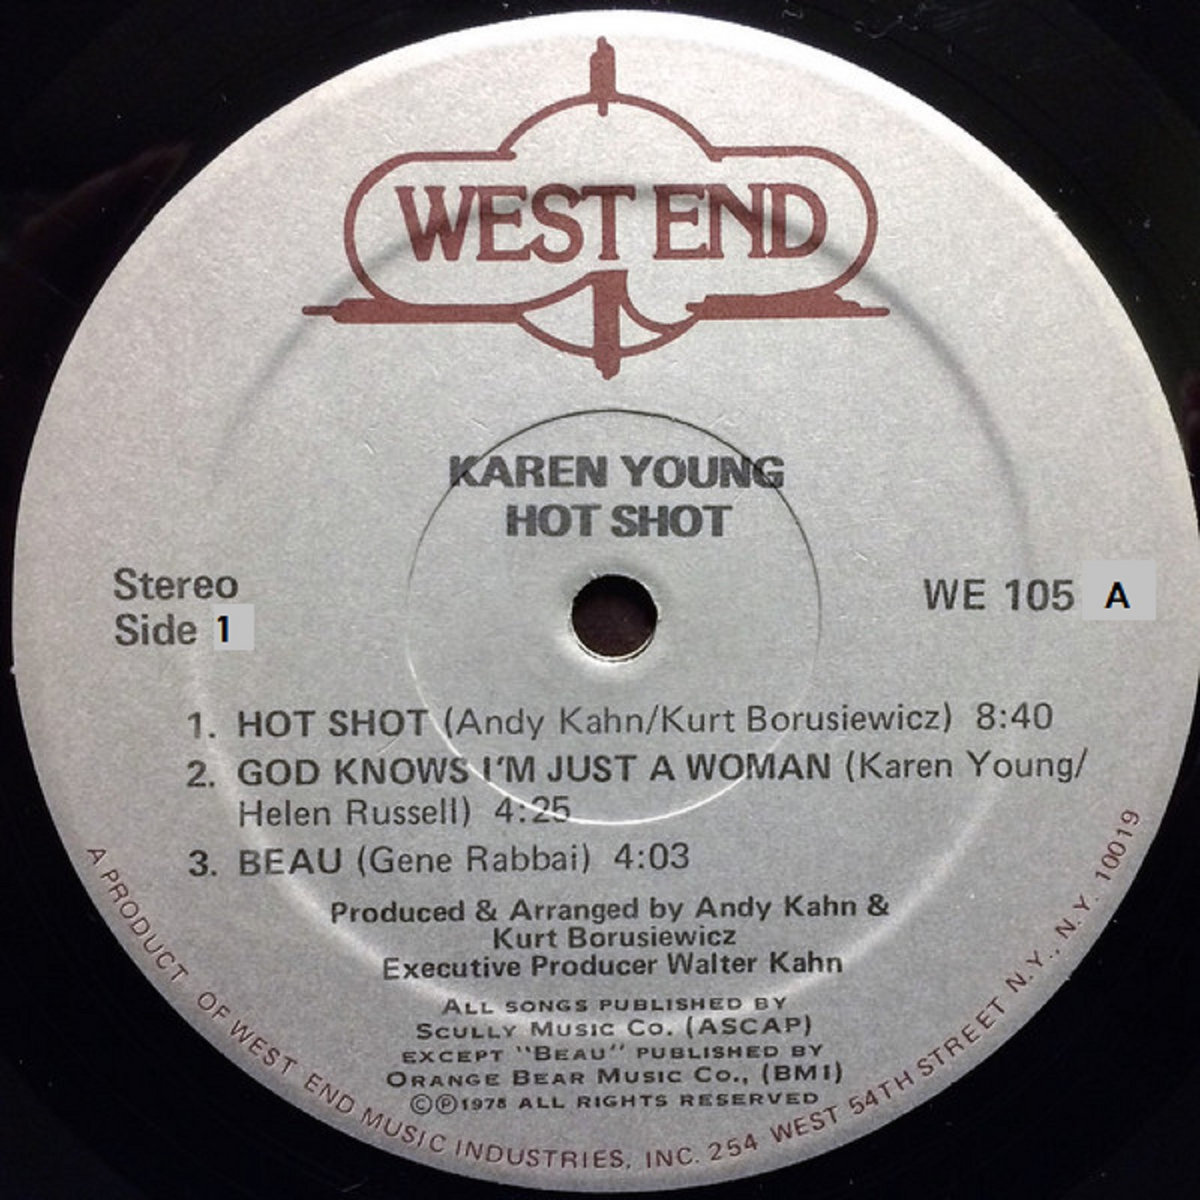 WEST END
KAREN YOUNG
HOT SHOT
Stereo
Side 1
WE 105 A
1. HOT SHOT (Andy Kahn/Kurt Borusiewicz) 8:40
2. GOD KNOWS I'M JUST A WOMAN (Karen Young/
Helen Russell) 4:25
3. BEAU (Gene Rabbai) 4:03
Produced & Arranged by Andy Kahn &
Kurt Borusiewicz
Executive Producer Walter Kahn
ALL SONGS PUBLISHED BY
SCULLY MUSIC CO. (ASCAP)
EXCEPT "BEAU" PUBLISHED BY
ORANGE BEAR MUSIC CO., (BMI)
©℗1978 ALL RIGHTS RESERVED
A PRODUCT OF WEST END MUSIC INDUSTRIES, INC. 254 WEST 54TH STREET N.Y., N.Y. 10019